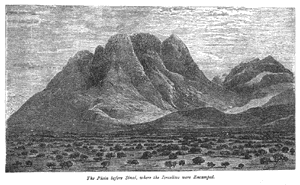 The Plain before Sinai, where the Israelites were Encamped.